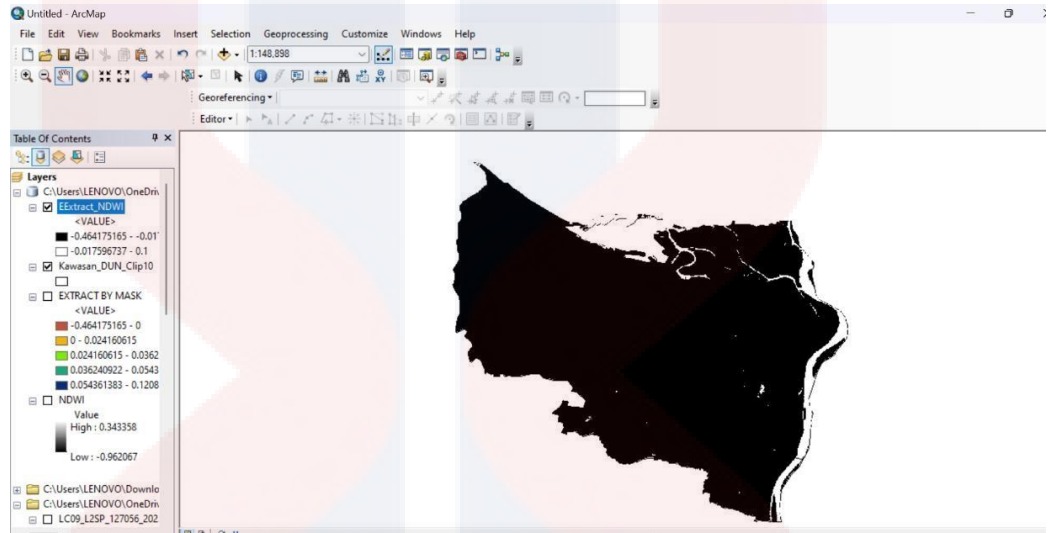 Untitled - ArcMap
File Edit View Bookmarks Insert Selection Geoprocessing Customize Windows Help
1:148,898
Georeferencing
Editor
Table Of Contents
Layers
C:\Users\LENOVO\OneDri
EExtract_NDWI
<VALUE>
-0.464175165 - -0.01
-0.017596737 - 0.1
Kawasan_DUN_Clip10
EXTRACT BY MASK
<VALUE>
-0.464175165 - 0
0 - 0.024160615
0.024160615 - 0.0362
0.036240922 - 0.0543
0.054361383 - 0.1208
NDWI
Value
High : 0.343358
Low : -0.962067
C:\Users\LENOVO\Downlo
C:\Users\LENOVO\OneDri
LC09_L2SP_127056_202